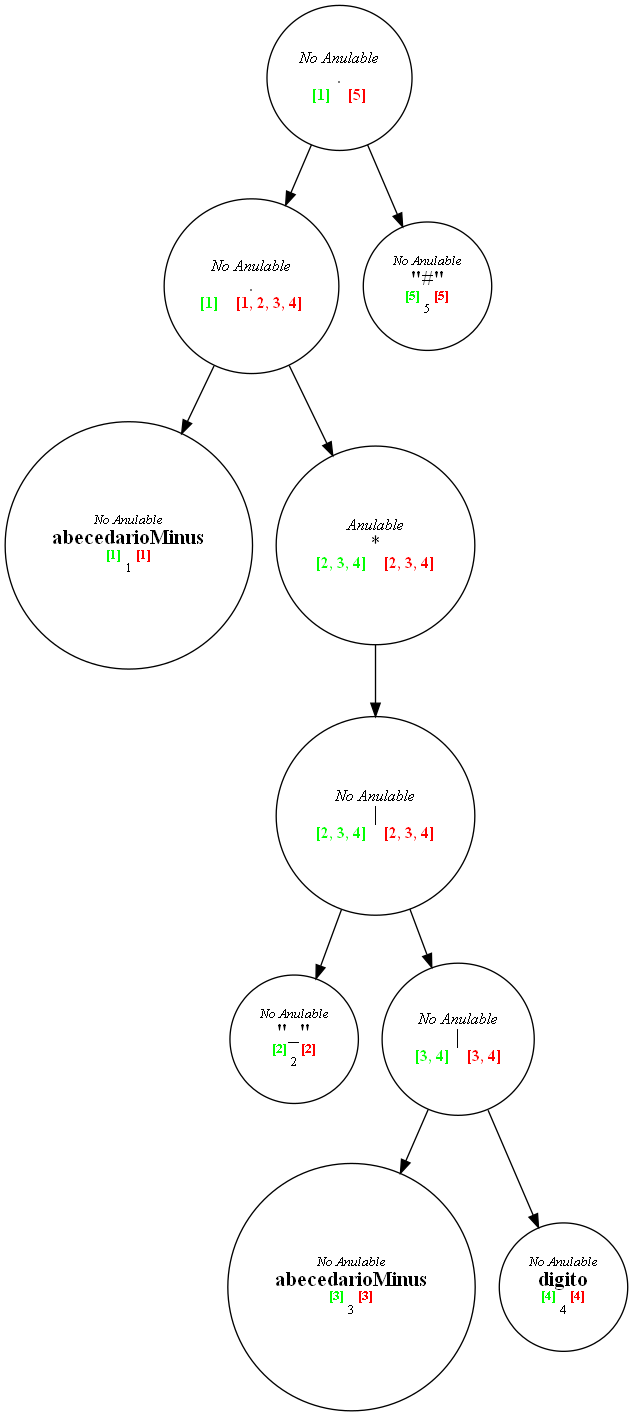 No Anulable
.
[1] [5]
No Anulable
.
[1] [1, 2, 3, 4]
No Anulable
"#"
[5] [5]
5
No Anulable
abecedarioMinus
[1] [1]
1
Anulable
*
[2, 3, 4] [2, 3, 4]
No Anulable
|
[2, 3, 4] [2, 3, 4]
No Anulable
"_"
[2] [2]
2
No Anulable
|
[3, 4] [3, 4]
No Anulable
abecedarioMinus
[3] [3]
3
No Anulable
digito
[4] [4]
4